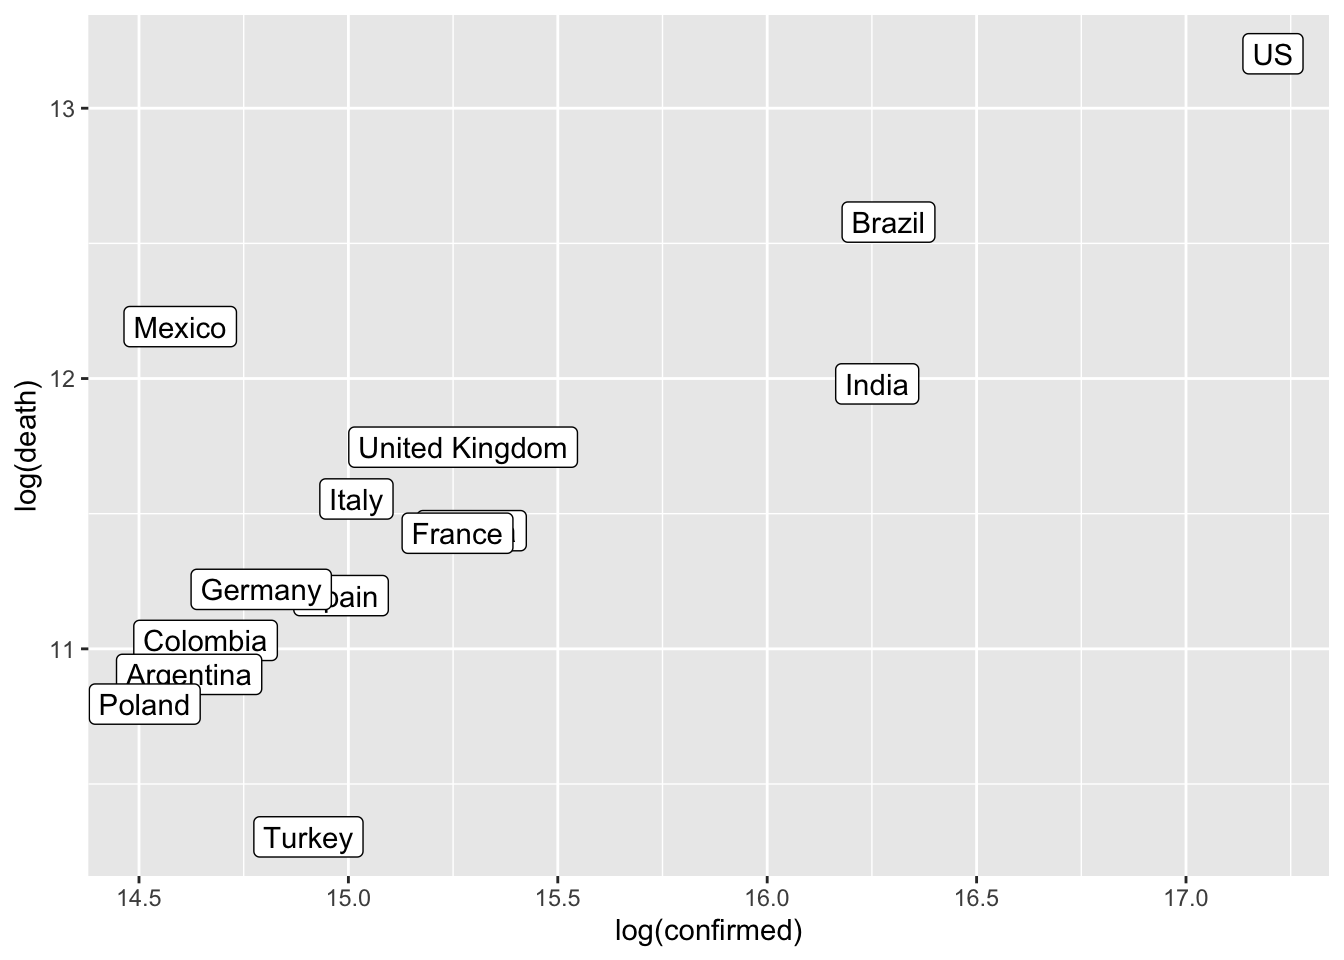 US
13
Brazil
Mexico
12
India
United Kingdom
Italy
France
Germany
pain
Colombia
11
Argentina
Poland
Turkey
14.5 15.0 15.5 16.0 16.5 17.0
log(confirmed)
log(death)